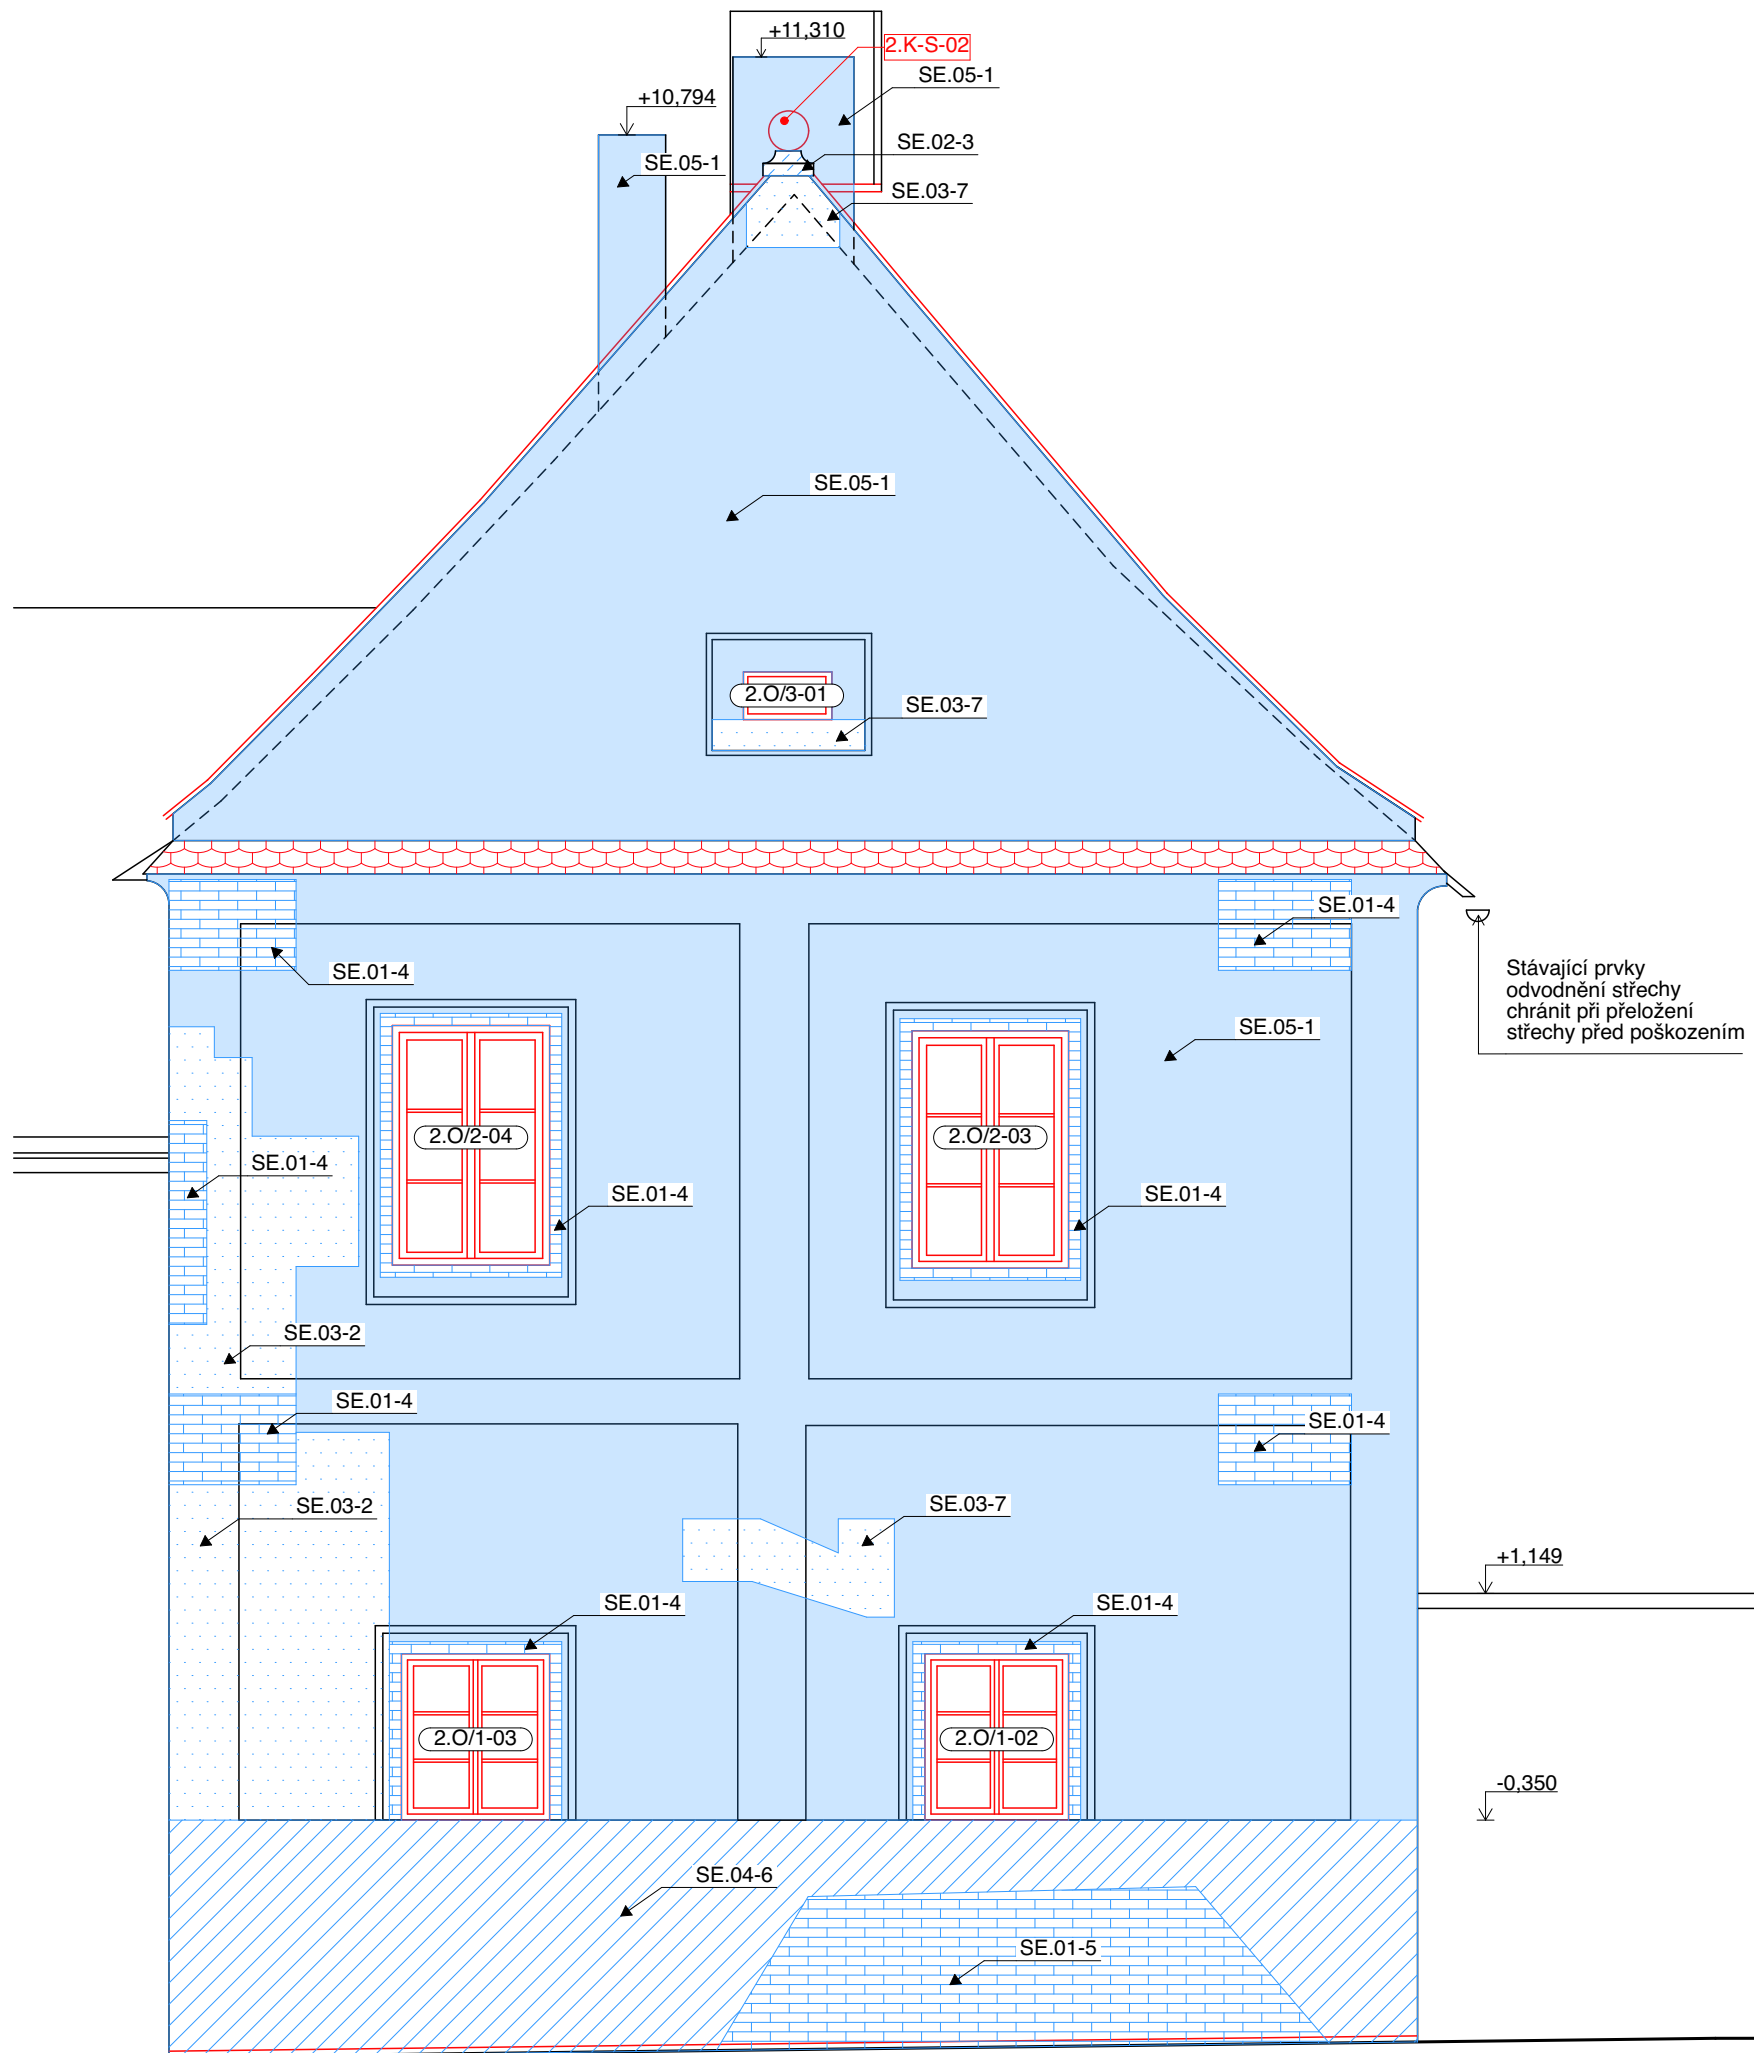 +11,310
2.K-S-02
SE.05-1
+10,794
SE.02-3
SE.05-1
SE.03-7
SE.05-1
2.O/3-01
SE.03-7
SE.01-4
SE.01-4
Stávající prvky
odvodnění střechy
chránit při přeložení
střechy před poškozením
SE.05-1
2.O/2-04
2.O/2-03
SE.01-4
SE.01-4
SE.01-4
SE.03-2
SE.01-4
SE.01-4
SE.03-2
SE.03-7
+1,149
SE.01-4
SE.01-4
2.O/1-03
2.O/1-02
-0,350
SE.04-6
SE.01-5